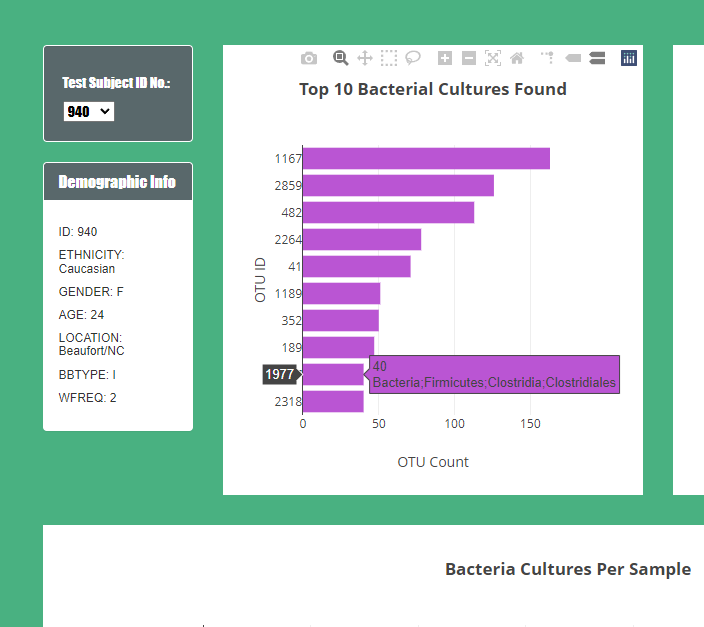 Test Subject ID No.:
940
Demographic Info
ID: 940
ETHNICITY:
Caucasian
GENDER: F
AGE: 24
LOCATION:
Beaufort/NC
BBTYPE: I
WFREQ: 2
Top 10 Bacterial Cultures Found
OTU ID
1167
2859
482
2264
41
1189
352
189
1977
2318
40
Bacteria;Firmicutes;Clostridia;Clostridiales
0
50
100
150
OTU Count
Bacteria Cultures Per Sample